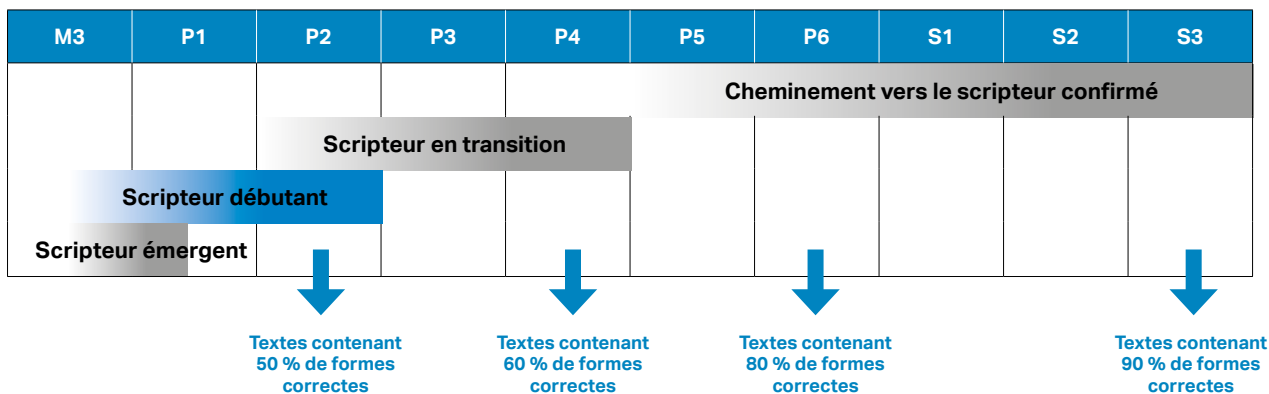 M3 P1 P2 P3 P4 P5 P6 S1 S2 S3
Cheminement vers le scripteur confirmé
Scripteur en transition
Scripteur débutant
Scripteur émergent
Textes contenant
50 % de formes
correctes
Textes contenant
60 % de formes
correctes
Textes contenant
80 % de formes
correctes
Textes contenant
90 % de formes
correctes